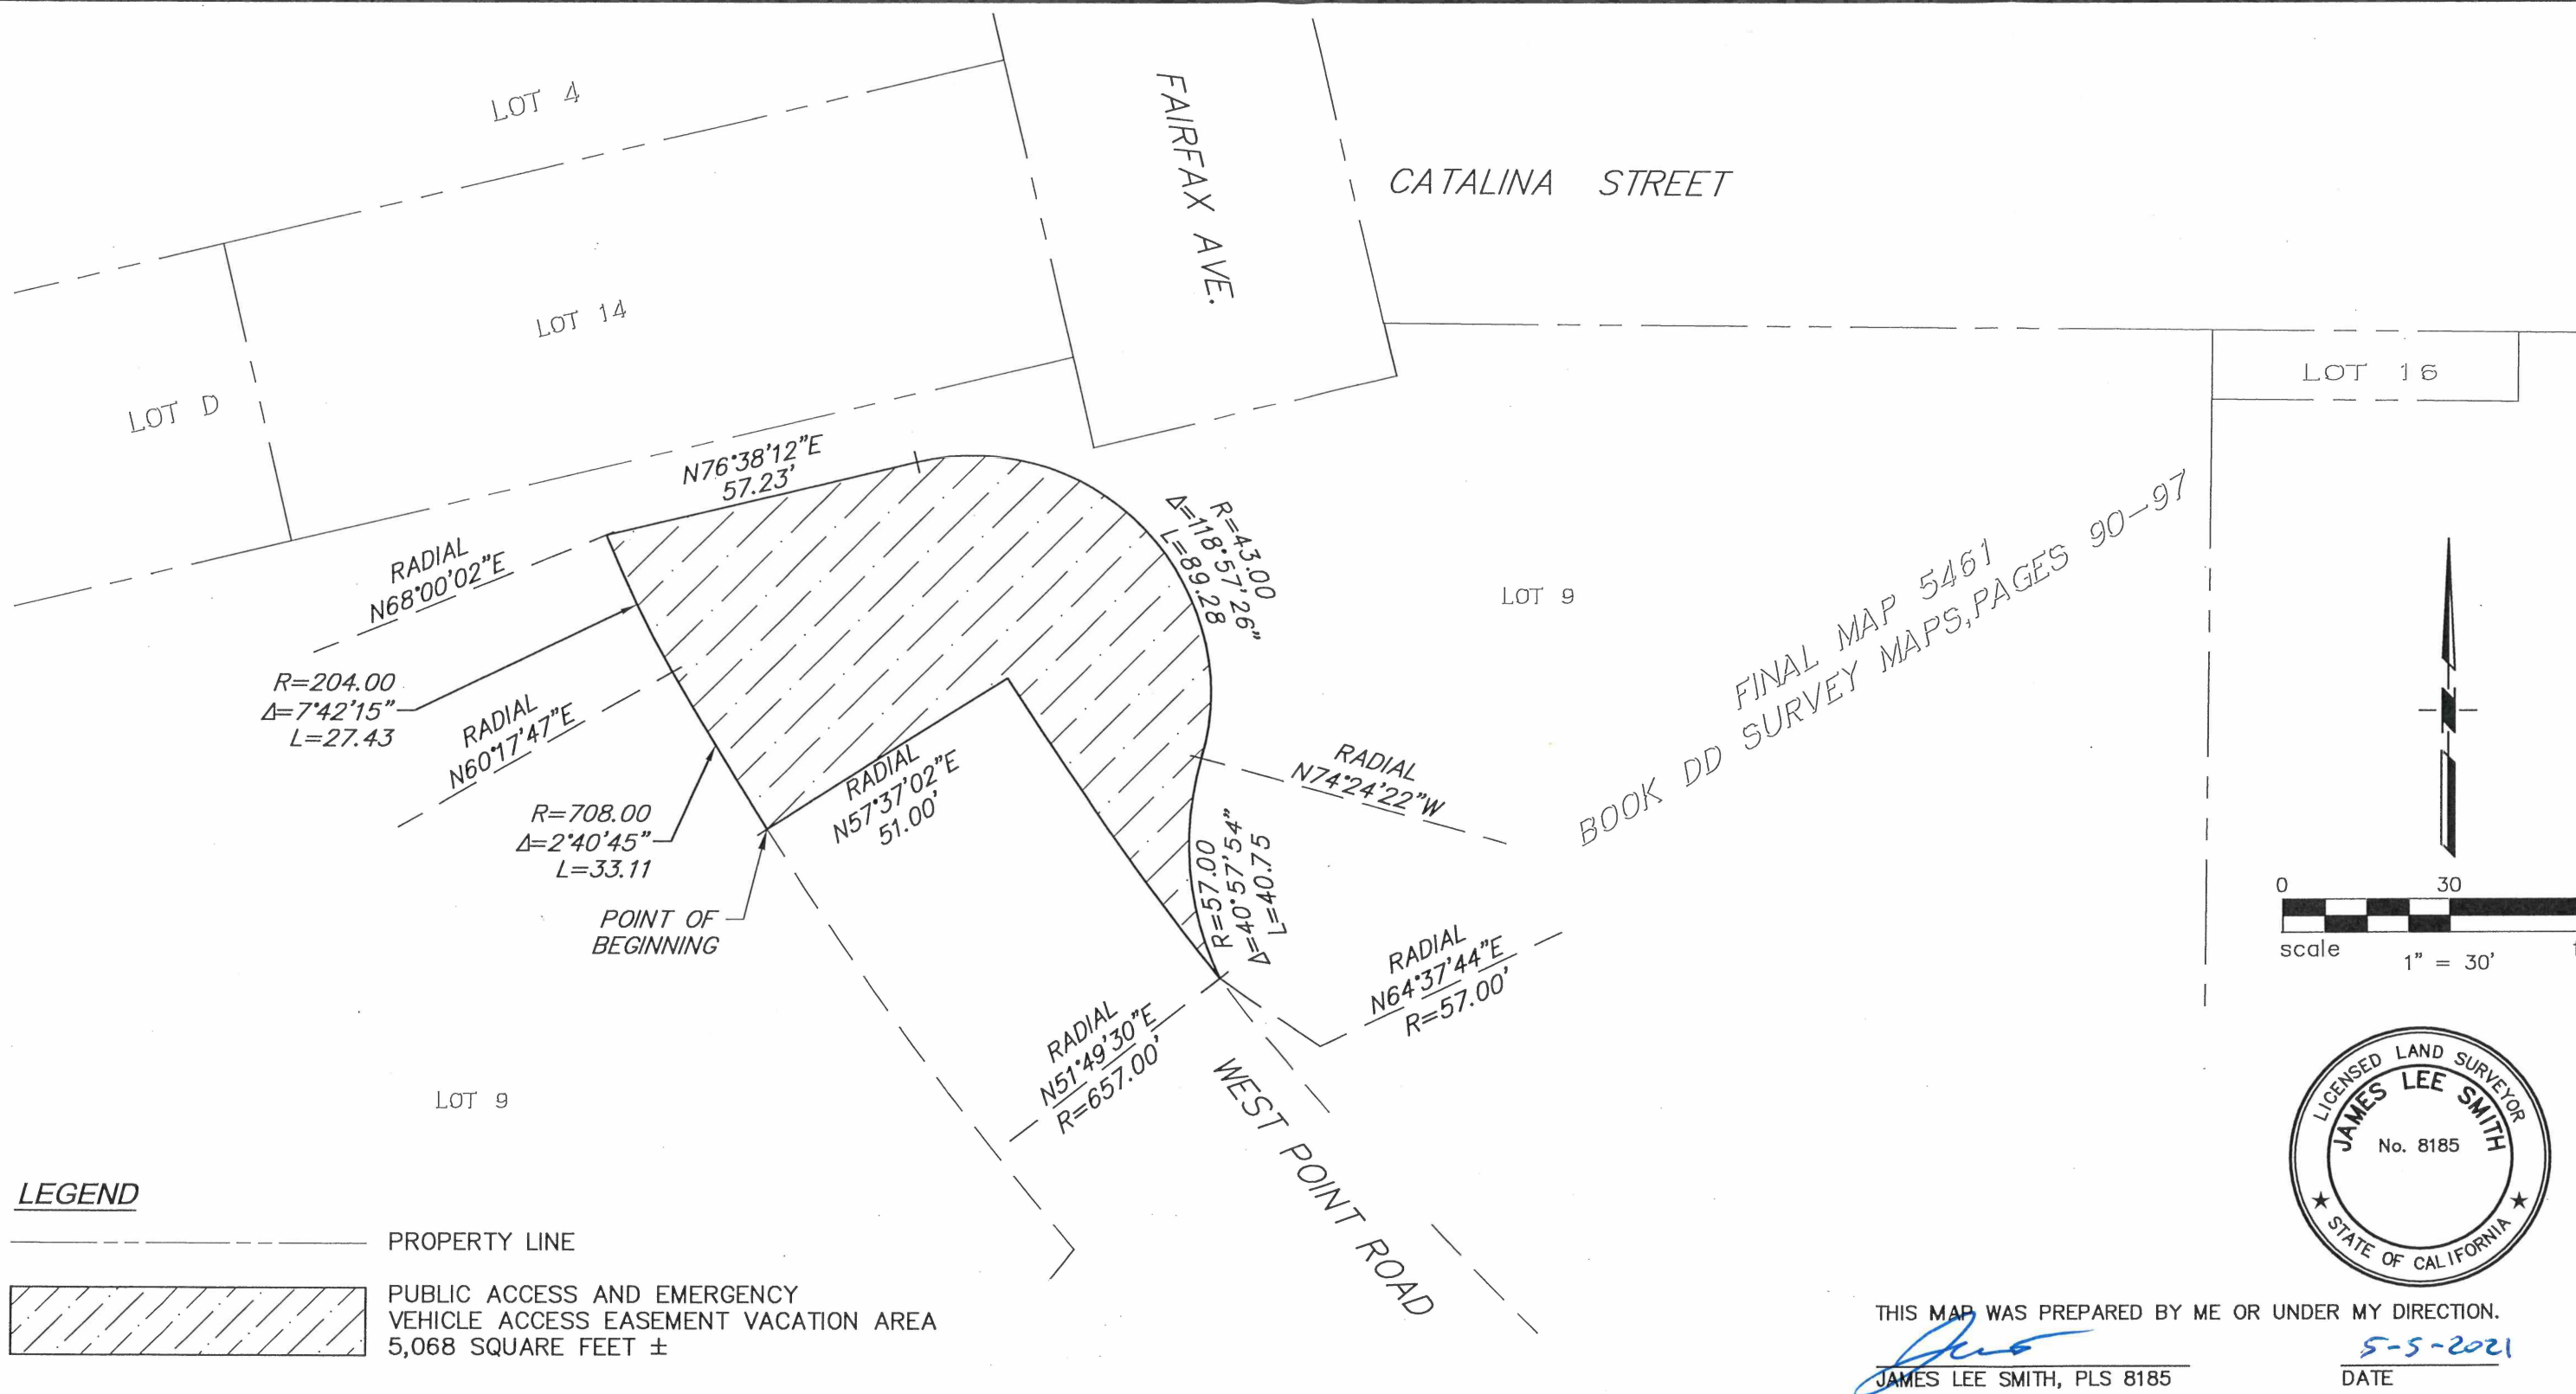 LOT 4
FAIRFAX AVE.
CATALINA STREET
LOT 14
LOT D
LOT 16
N76°38'12"E
57.23'
RADIAL
N68°00'02"E
R=43.00
Δ=118°57'26"
L=89.28
LOT 9
FINAL MAP 5461
BOOK DD SURVEY MAPS, PAGES 90-97
R=204.00
Δ=7°42'15"
L=27.43
RADIAL
N60°17'47"E
RADIAL
N57°37'02"E
51.00'
RADIAL
N74°24'22"W
R=708.00
Δ=2°40'45"
L=33.11
R=57.00
Δ=40°57'54"
L=40.75
POINT OF
BEGINNING
RADIAL
N64°37'44"E
R=57.00'
RADIAL
N51°49'30"E
R=657.00'
WEST POINT ROAD
LOT 9
N
0 30
scale
1" = 30'
LICENSED LAND SURVEYOR
JAMES LEE SMITH
No. 8185
STATE OF CALIFORNIA
LEGEND
PROPERTY LINE
PUBLIC ACCESS AND EMERGENCY
VEHICLE ACCESS EASEMENT VACATION AREA
5,068 SQUARE FEET ±
THIS MAP WAS PREPARED BY ME OR UNDER MY DIRECTION.
5-5-2021
JAMES LEE SMITH, PLS 8185
DATE